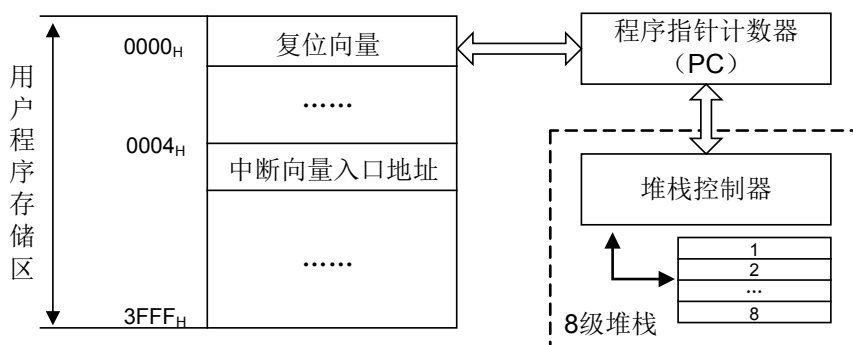 用户程序存储区
0000H
复位向量
……
0004H
中断向量入口地址
……
3FFFH
程序指针计数器
（PC）
堆栈控制器
1
2
...
8
8级堆栈